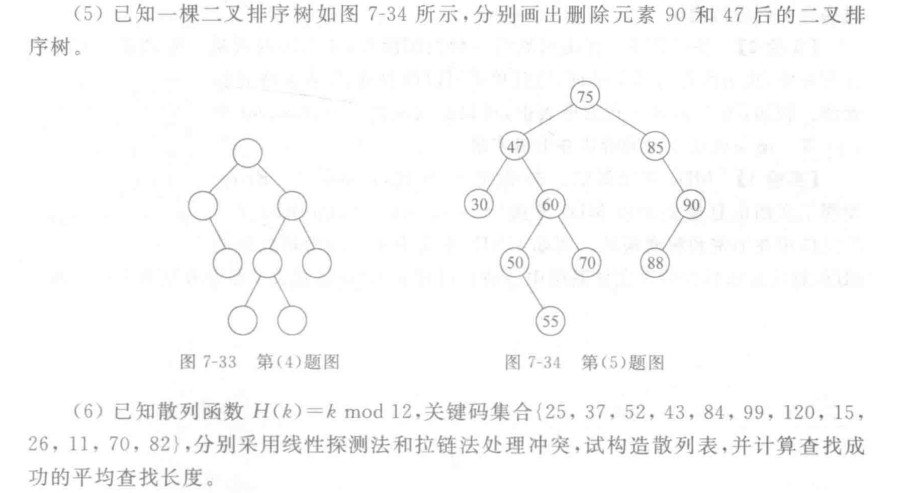 (5) 已知一棵二叉排序树如图 7-34 所示,分别画出删除元素 90 和 47 后的二叉排
序树。
75
47
85
30
60
90
50
70
88
55
图 7-33 第(4)题图
图 7-34 第(5)题图
(6) 已知散列函数 H(k)=k mod 12,关键码集合{25, 37, 52, 43, 84, 99, 120, 15,
26, 11, 70, 82},分别采用线性探测法和拉链法处理冲突,试构造散列表,并计算查找成
功的平均查找长度。